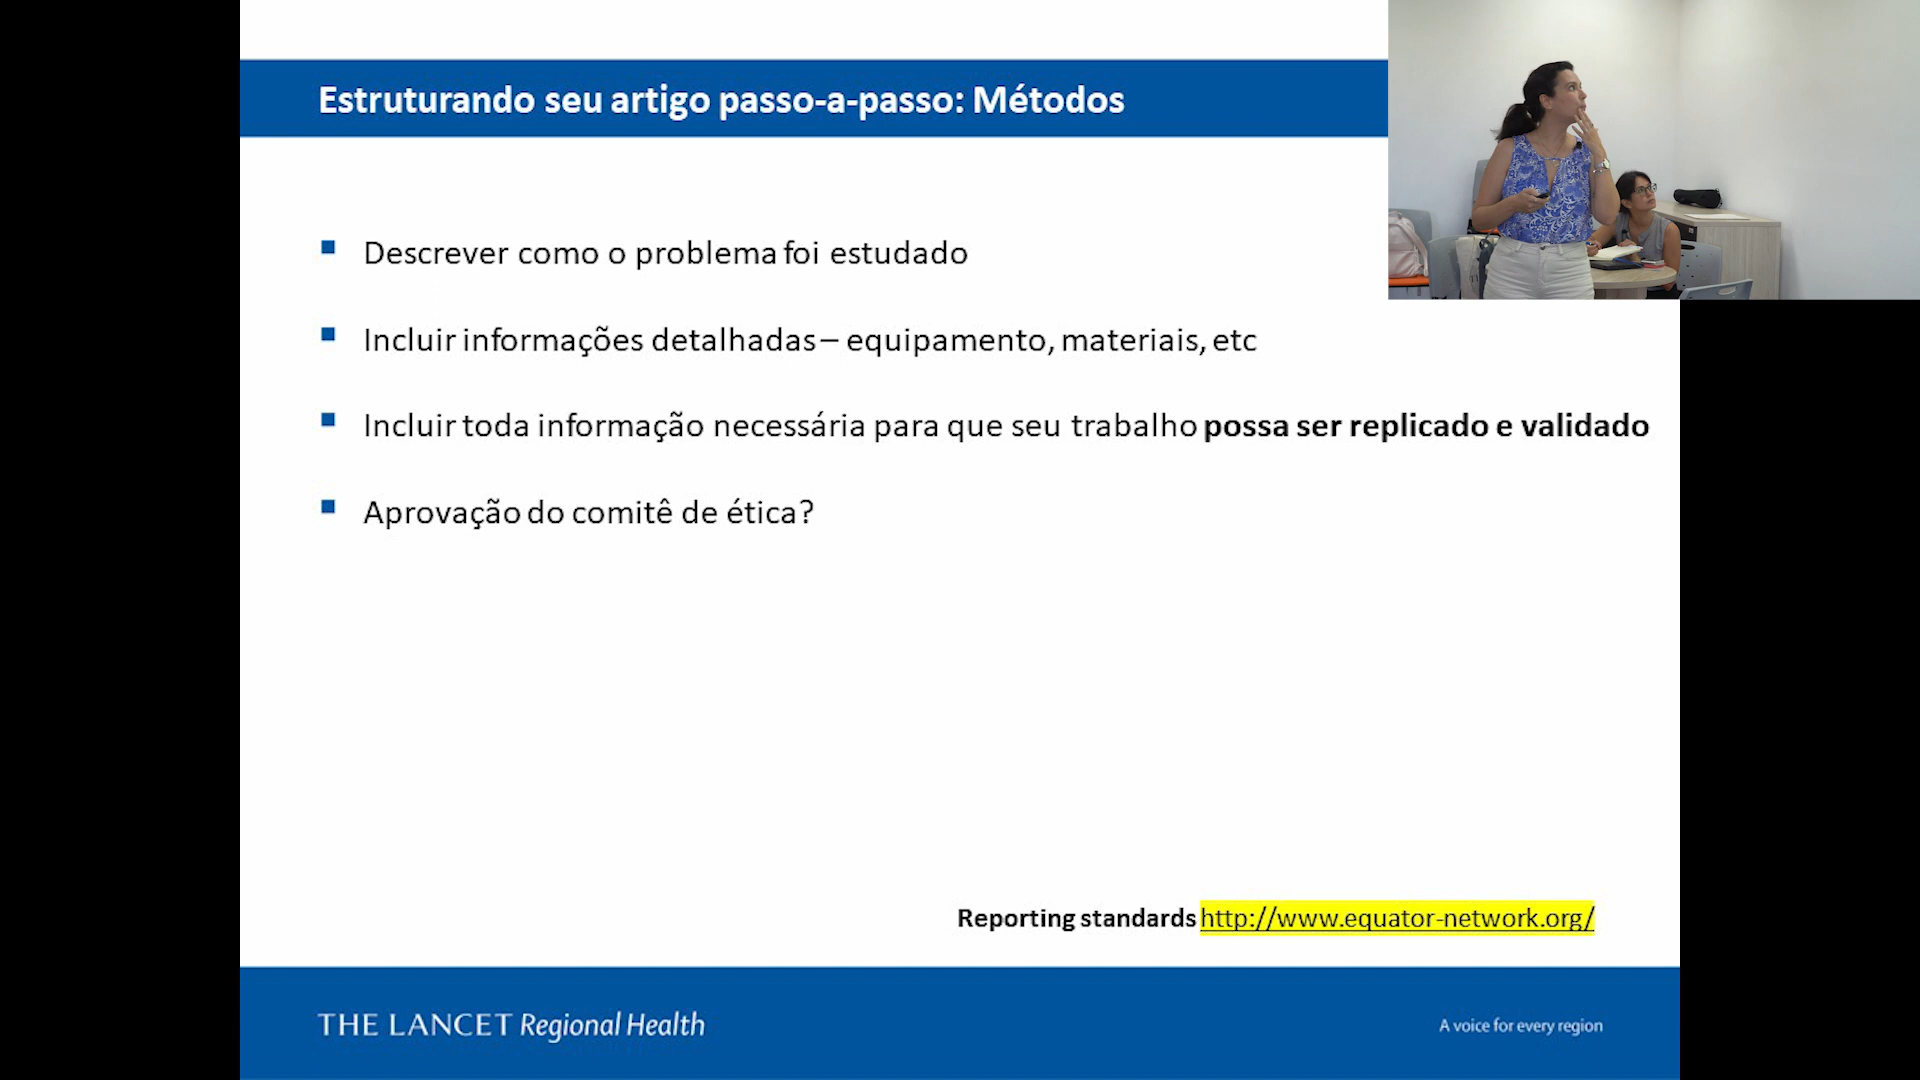 Estruturando seu artigo passo-a-passo: Métodos
Descrever como o problema foi estudado
Incluir informações detalhadas – equipamento, materiais, etc
Incluir toda informação necessária para que seu trabalho possa ser replicado e validado
Aprovação do comitê de ética?
Reporting standards http://www.equator-network.org/
THE LANCET Regional Health
A voice for every region